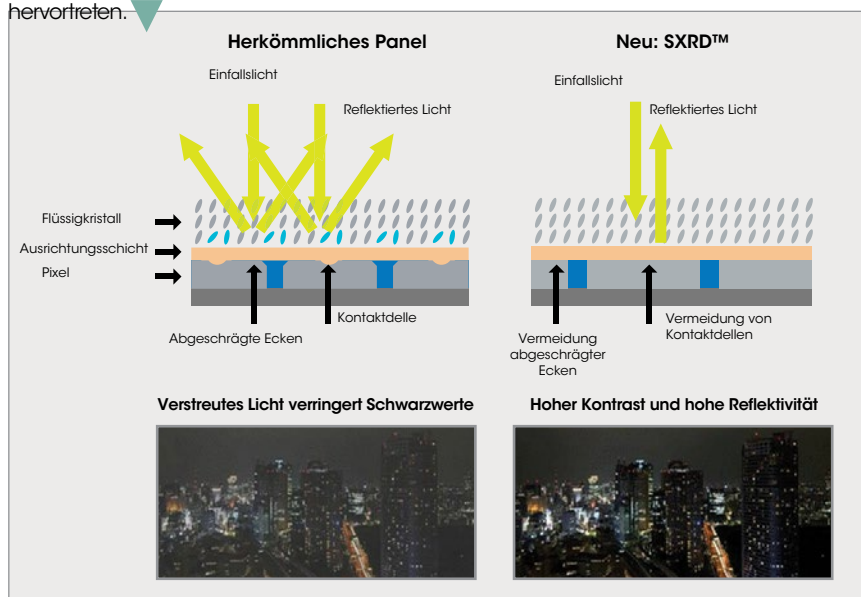 hervortreten.
Herkömmliches Panel
Einfallslicht
Reflektiertes Licht
Flüssigkristall
Ausrichtungsschicht
Pixel
Abgeschrägte Ecken
Kontaktdelle
Verstreutes Licht verringert Schwarzwerte
Neu: SXRD™
Einfallslicht
Reflektiertes Licht
Vermeidung
abgeschrägter
Ecken
Vermeidung von
Kontaktdellen
Hoher Kontrast und hohe Reflektivität